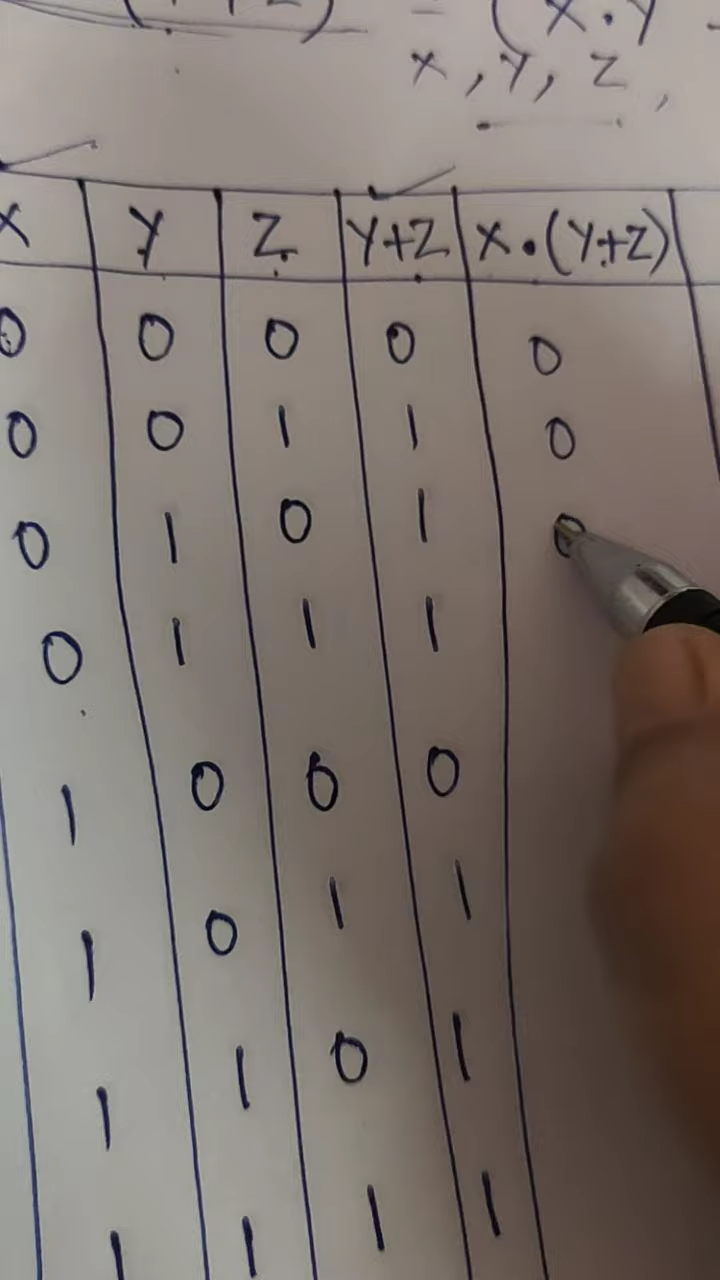 (Y+Z) = (X.Y
X, Y, Z,
X Y Z Y+Z X.(Y+Z)
0 0 0 0 0
0 0 1 1 0
0 1 0 1 0
0 1 1 1
1 0 0 0
1 0 1 1
1 1 0 1
1 1 1 1